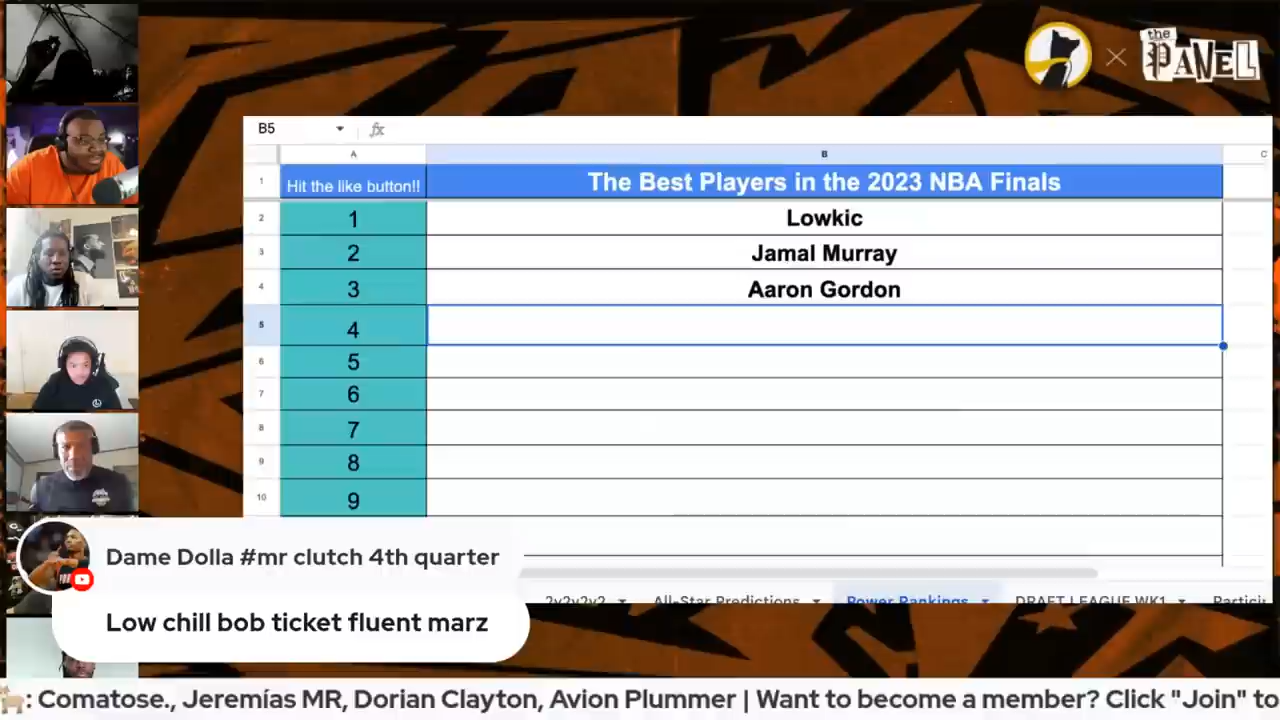 the
PANEL
B5
fx
A
B
C
1
Hit the like button!!
The Best Players in the 2023 NBA Finals
2
1
Lowkic
3
2
Jamal Murray
4
3
Aaron Gordon
5
4
6
5
7
6
8
7
9
8
10
9
Dame Dolla #mr clutch 4th quarter
Low chill bob ticket fluent marz
2v2v2v2
All-Star Predictions
Power Rankings
DRAFT LEAGUE WK1
: Comatose., Jeremías MR, Dorian Clayton, Avion Plummer | Want to become a member? Click "Join" to